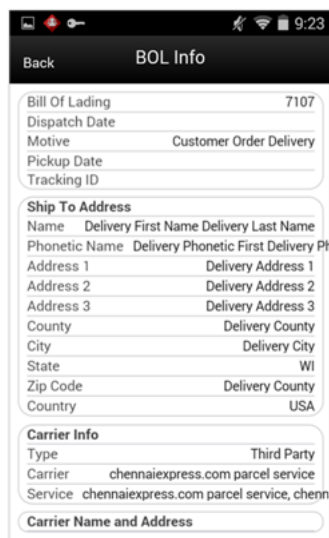 9:23
Back BOL Info
Bill Of Lading 7107
Dispatch Date
Motive Customer Order Delivery
Pickup Date
Tracking ID
Ship To Address
Name Delivery First Name Delivery Last Name
Phonetic Name Delivery Phonetic First Delivery Ph
Address 1 Delivery Address 1
Address 2 Delivery Address 2
Address 3 Delivery Address 3
County Delivery County
City Delivery City
State WI
Zip Code Delivery County
Country USA
Carrier Info
Type Third Party
Carrier chennaiexpress.com parcel service
Service chennaiexpress.com parcel service, chenn
Carrier Name and Address